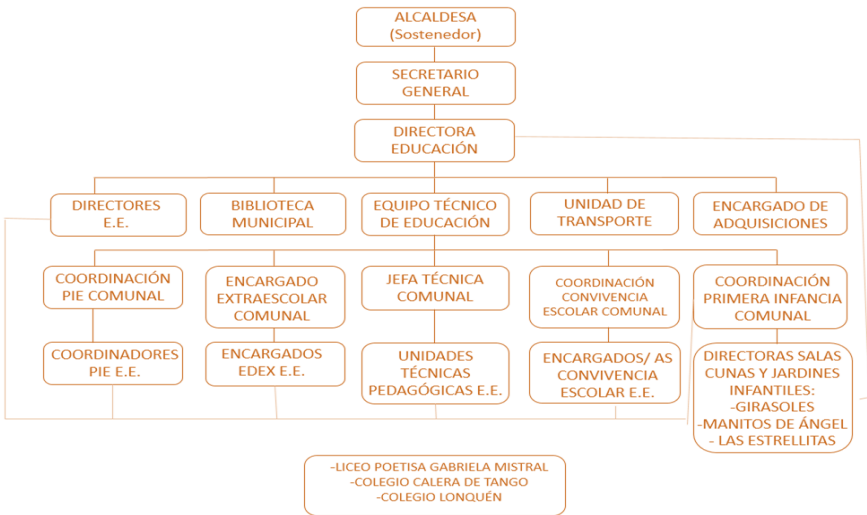 ALCALDESA
(Sostenedor)
SECRETARIO
GENERAL
DIRECTORA
EDUCACIÓN
DIRECTORES
E.E.
BIBLIOTECA
MUNICIPAL
EQUIPO TÉCNICO
DE EDUCACIÓN
UNIDAD DE
TRANSPORTE
ENCARGADO DE
ADQUISICIONES
COORDINACIÓN
PIE COMUNAL
ENCARGADO
EXTRAESCOLAR
COMUNAL
JEFA TÉCNICA
COMUNAL
COORDINACIÓN
CONVIVENCIA
ESCOLAR COMUNAL
COORDINACIÓN
PRIMERA INFANCIA
COMUNAL
COORDINADORES
PIE E.E.
ENCARGADOS
EDEX E.E.
UNIDADES
TÉCNICAS
PEDAGÓGICAS E.E.
ENCARGADOS/ AS
CONVIVENCIA
ESCOLAR E.E.
DIRECTORAS SALAS
CUNAS Y JARDINES
INFANTILES:
-GIRASOLES
-MANITOS DE ÁNGEL
- LAS ESTRELLITAS
-LICEO POETISA GABRIELA MISTRAL
-COLEGIO CALERA DE TANGO
-COLEGIO LONQUÉN